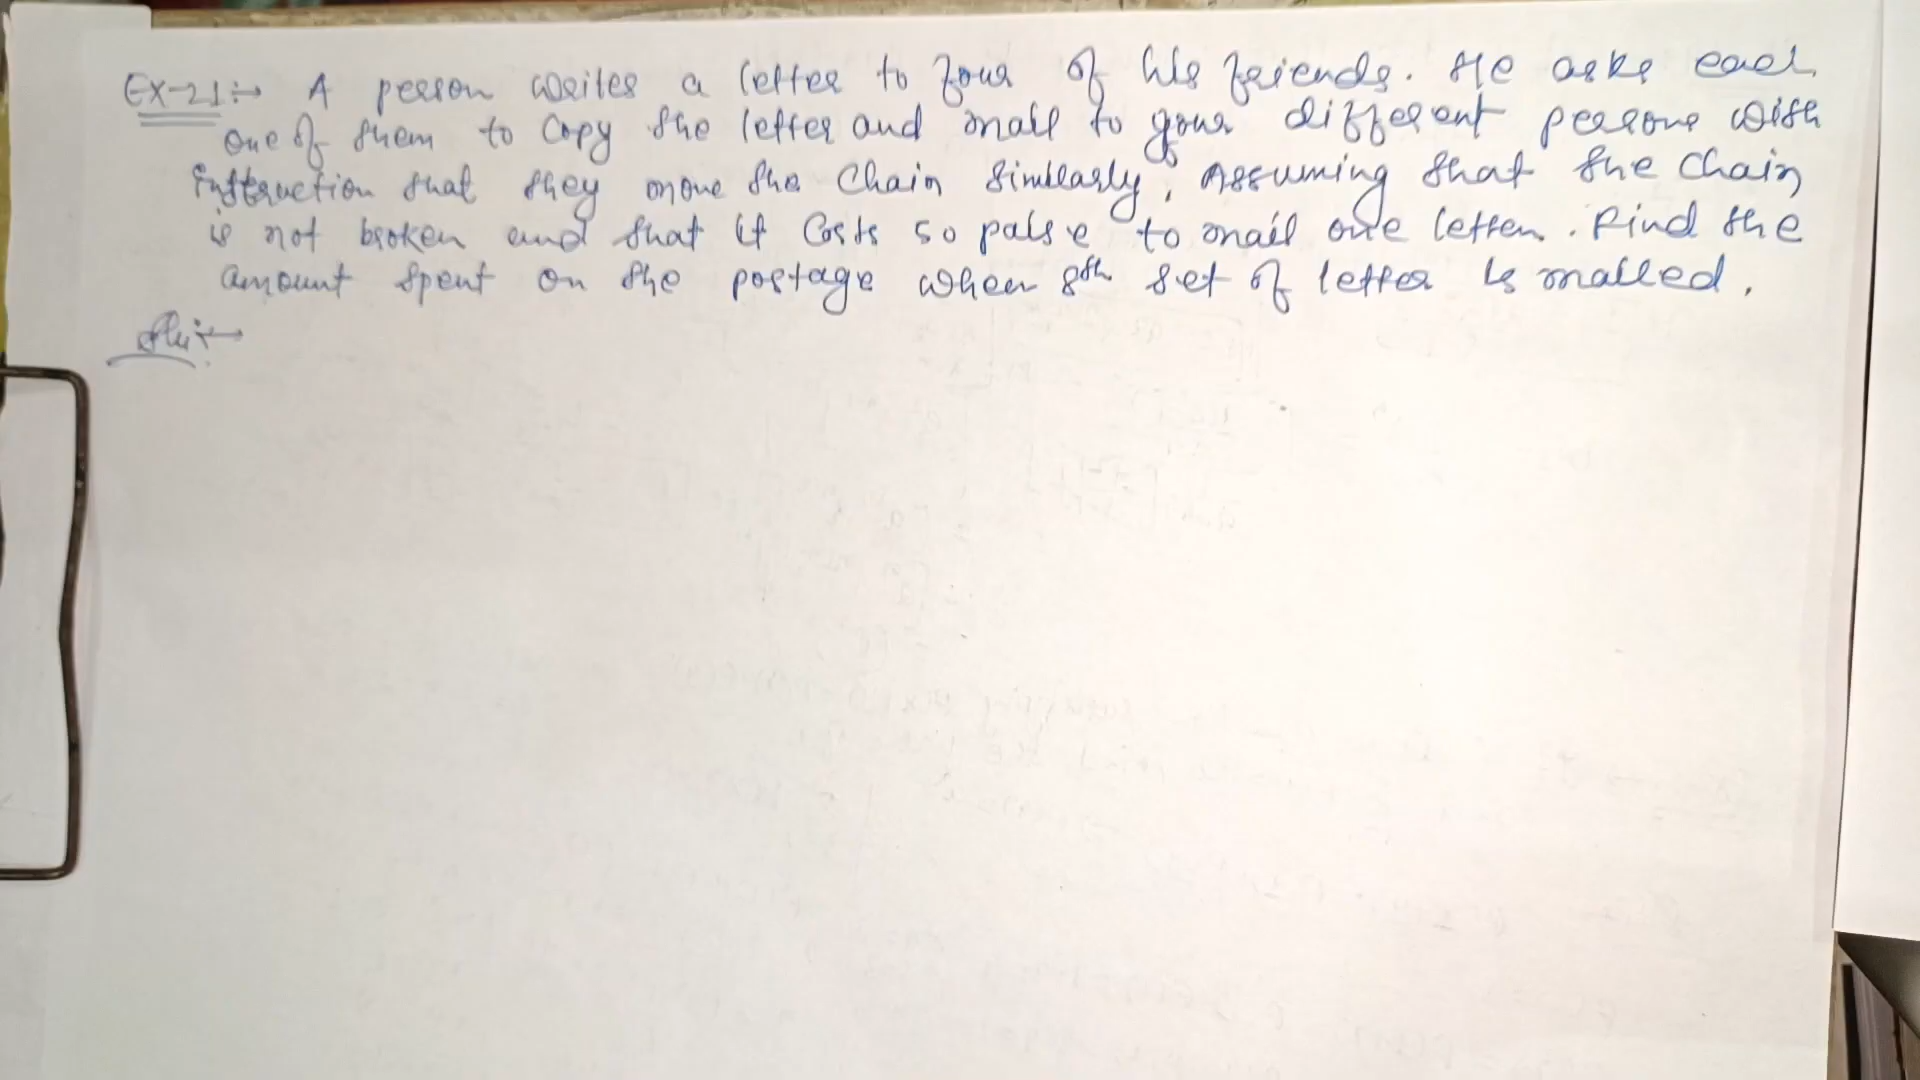 Ex-21:→ A person writes a letter to four of his friends. He asks each
one of them to copy the letter and mail to four different persons with
instruction that they move the chain similarly, Assuming that the chain
is not broken and that it costs 50 paise to mail one letter. Find the
amount spent on the postage when 8th set of letter is mailed.